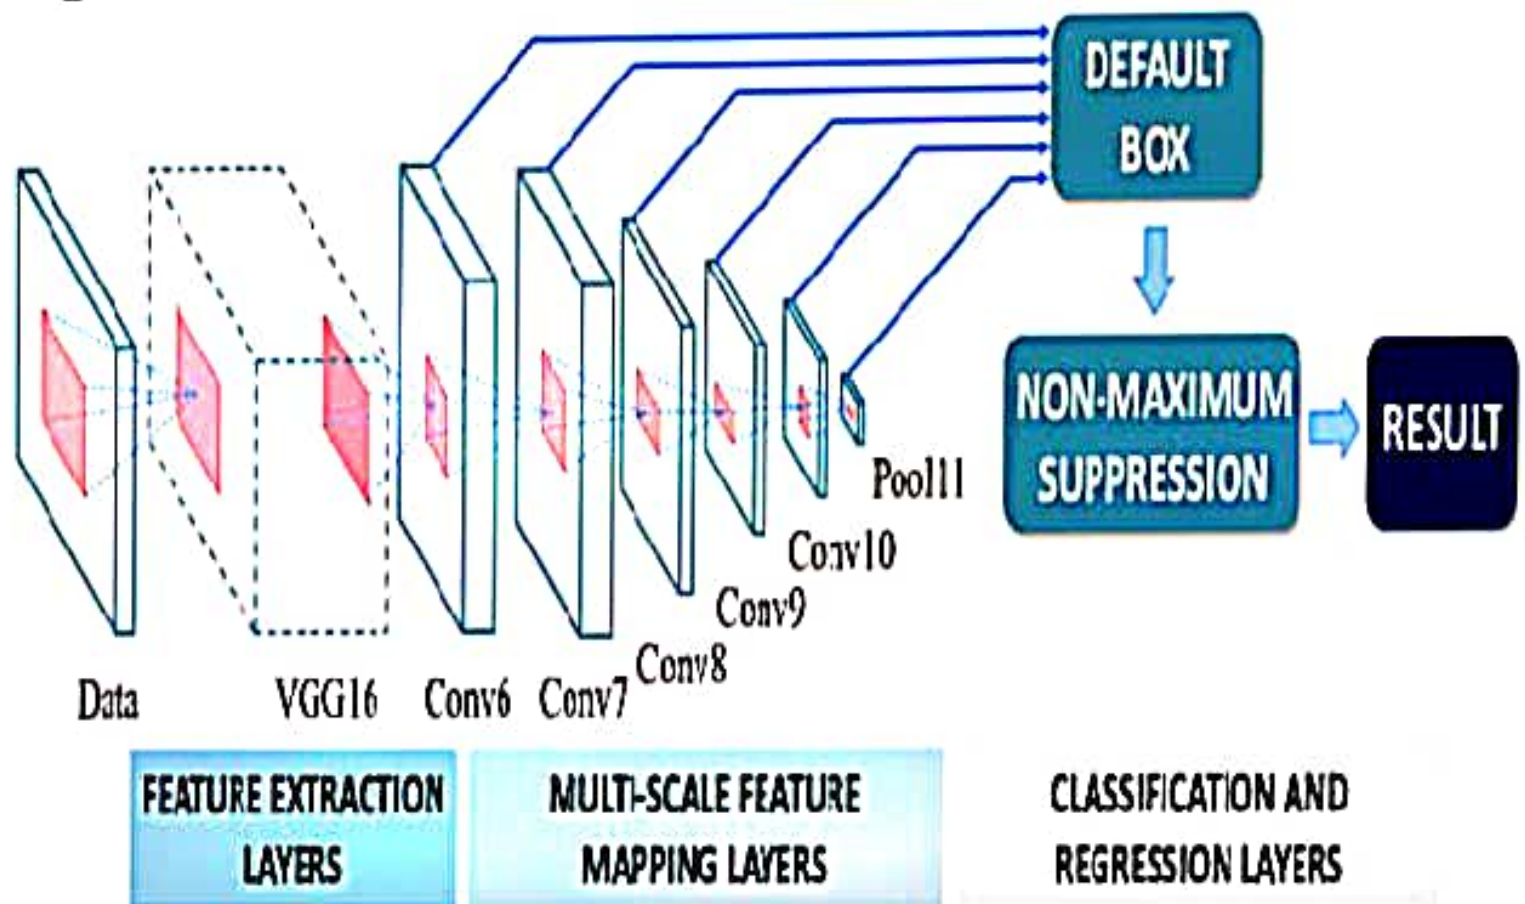 DEFAULT
BOX
NON-MAXIMUM
SUPPRESSION
RESULT
Pool11
Conv10
Conv9
Conv8
Data
VGG16
Conv6
Conv7
FEATURE EXTRACTION
LAYERS
MULTI-SCALE FEATURE
MAPPING LAYERS
CLASSIFICATION AND
REGRESSION LAYERS